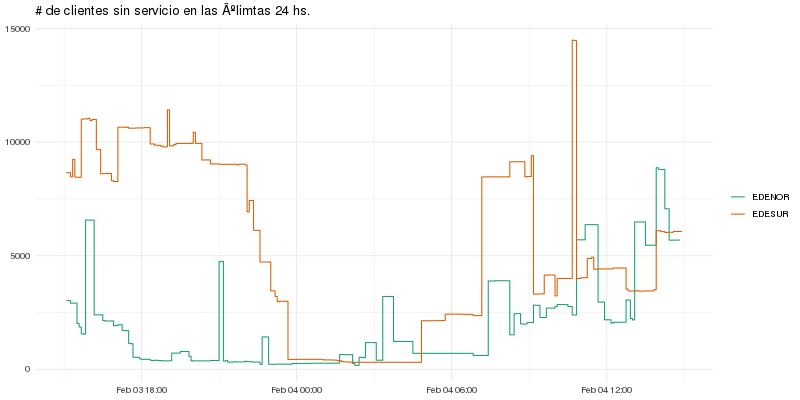 # de clientes sin servicio en las Ãºlimtas 24 hs.
15000
10000
5000
0
Feb 03 18:00
Feb 04 00:00
Feb 04 06:00
Feb 04 12:00
EDENOR
EDESUR